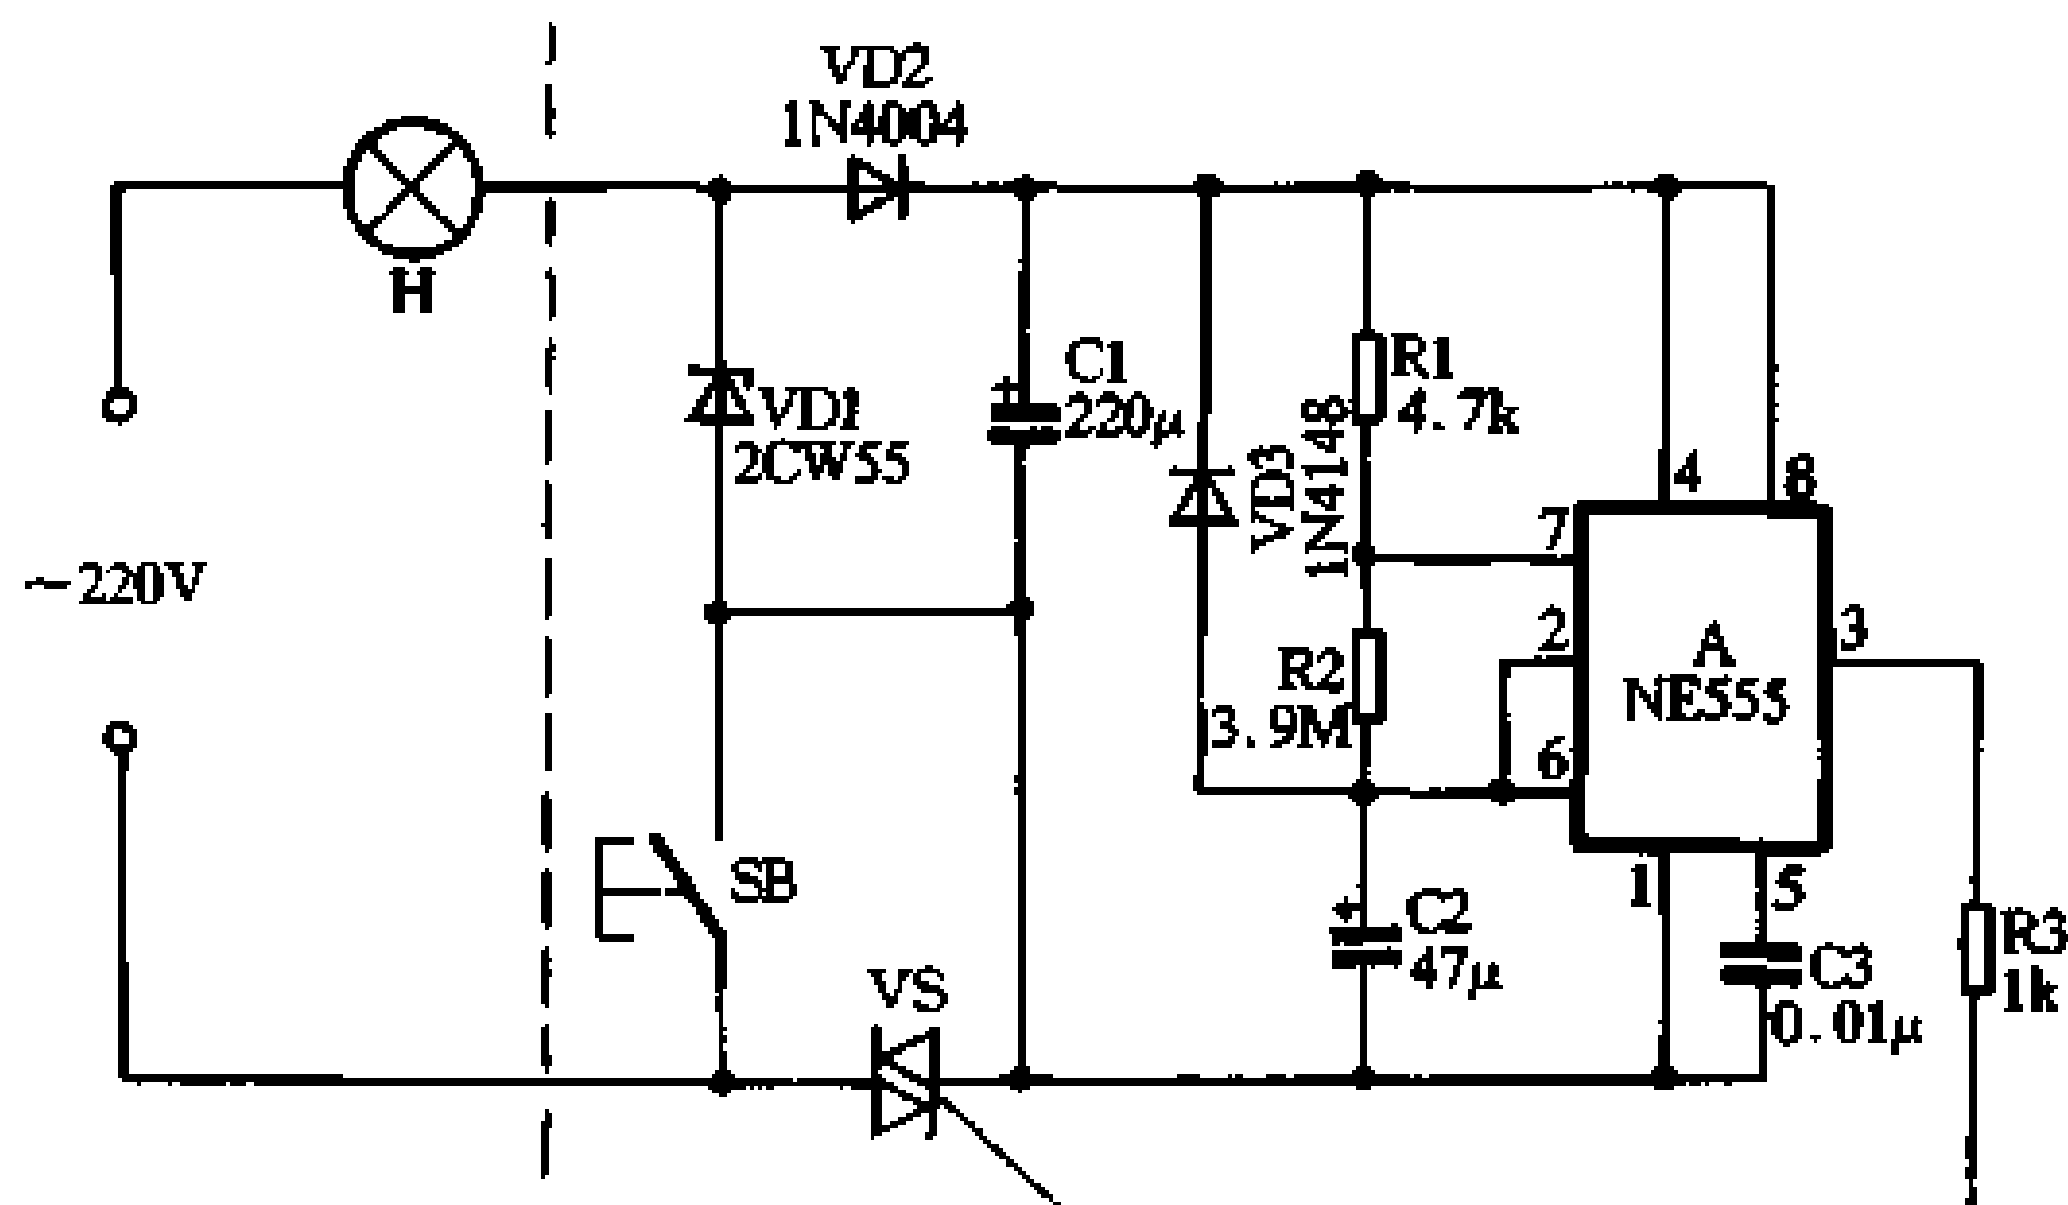 VD2
1N4004
H
VD1
2CW55
C1
220μ
VD3
1N4148
R1
4.7k
4
8
7
2
6
3
A
NE555
R2
3.9M
~220V
1
5
SB
VS
C2
47μ
C3
0.01μ
R3
1k
+
+